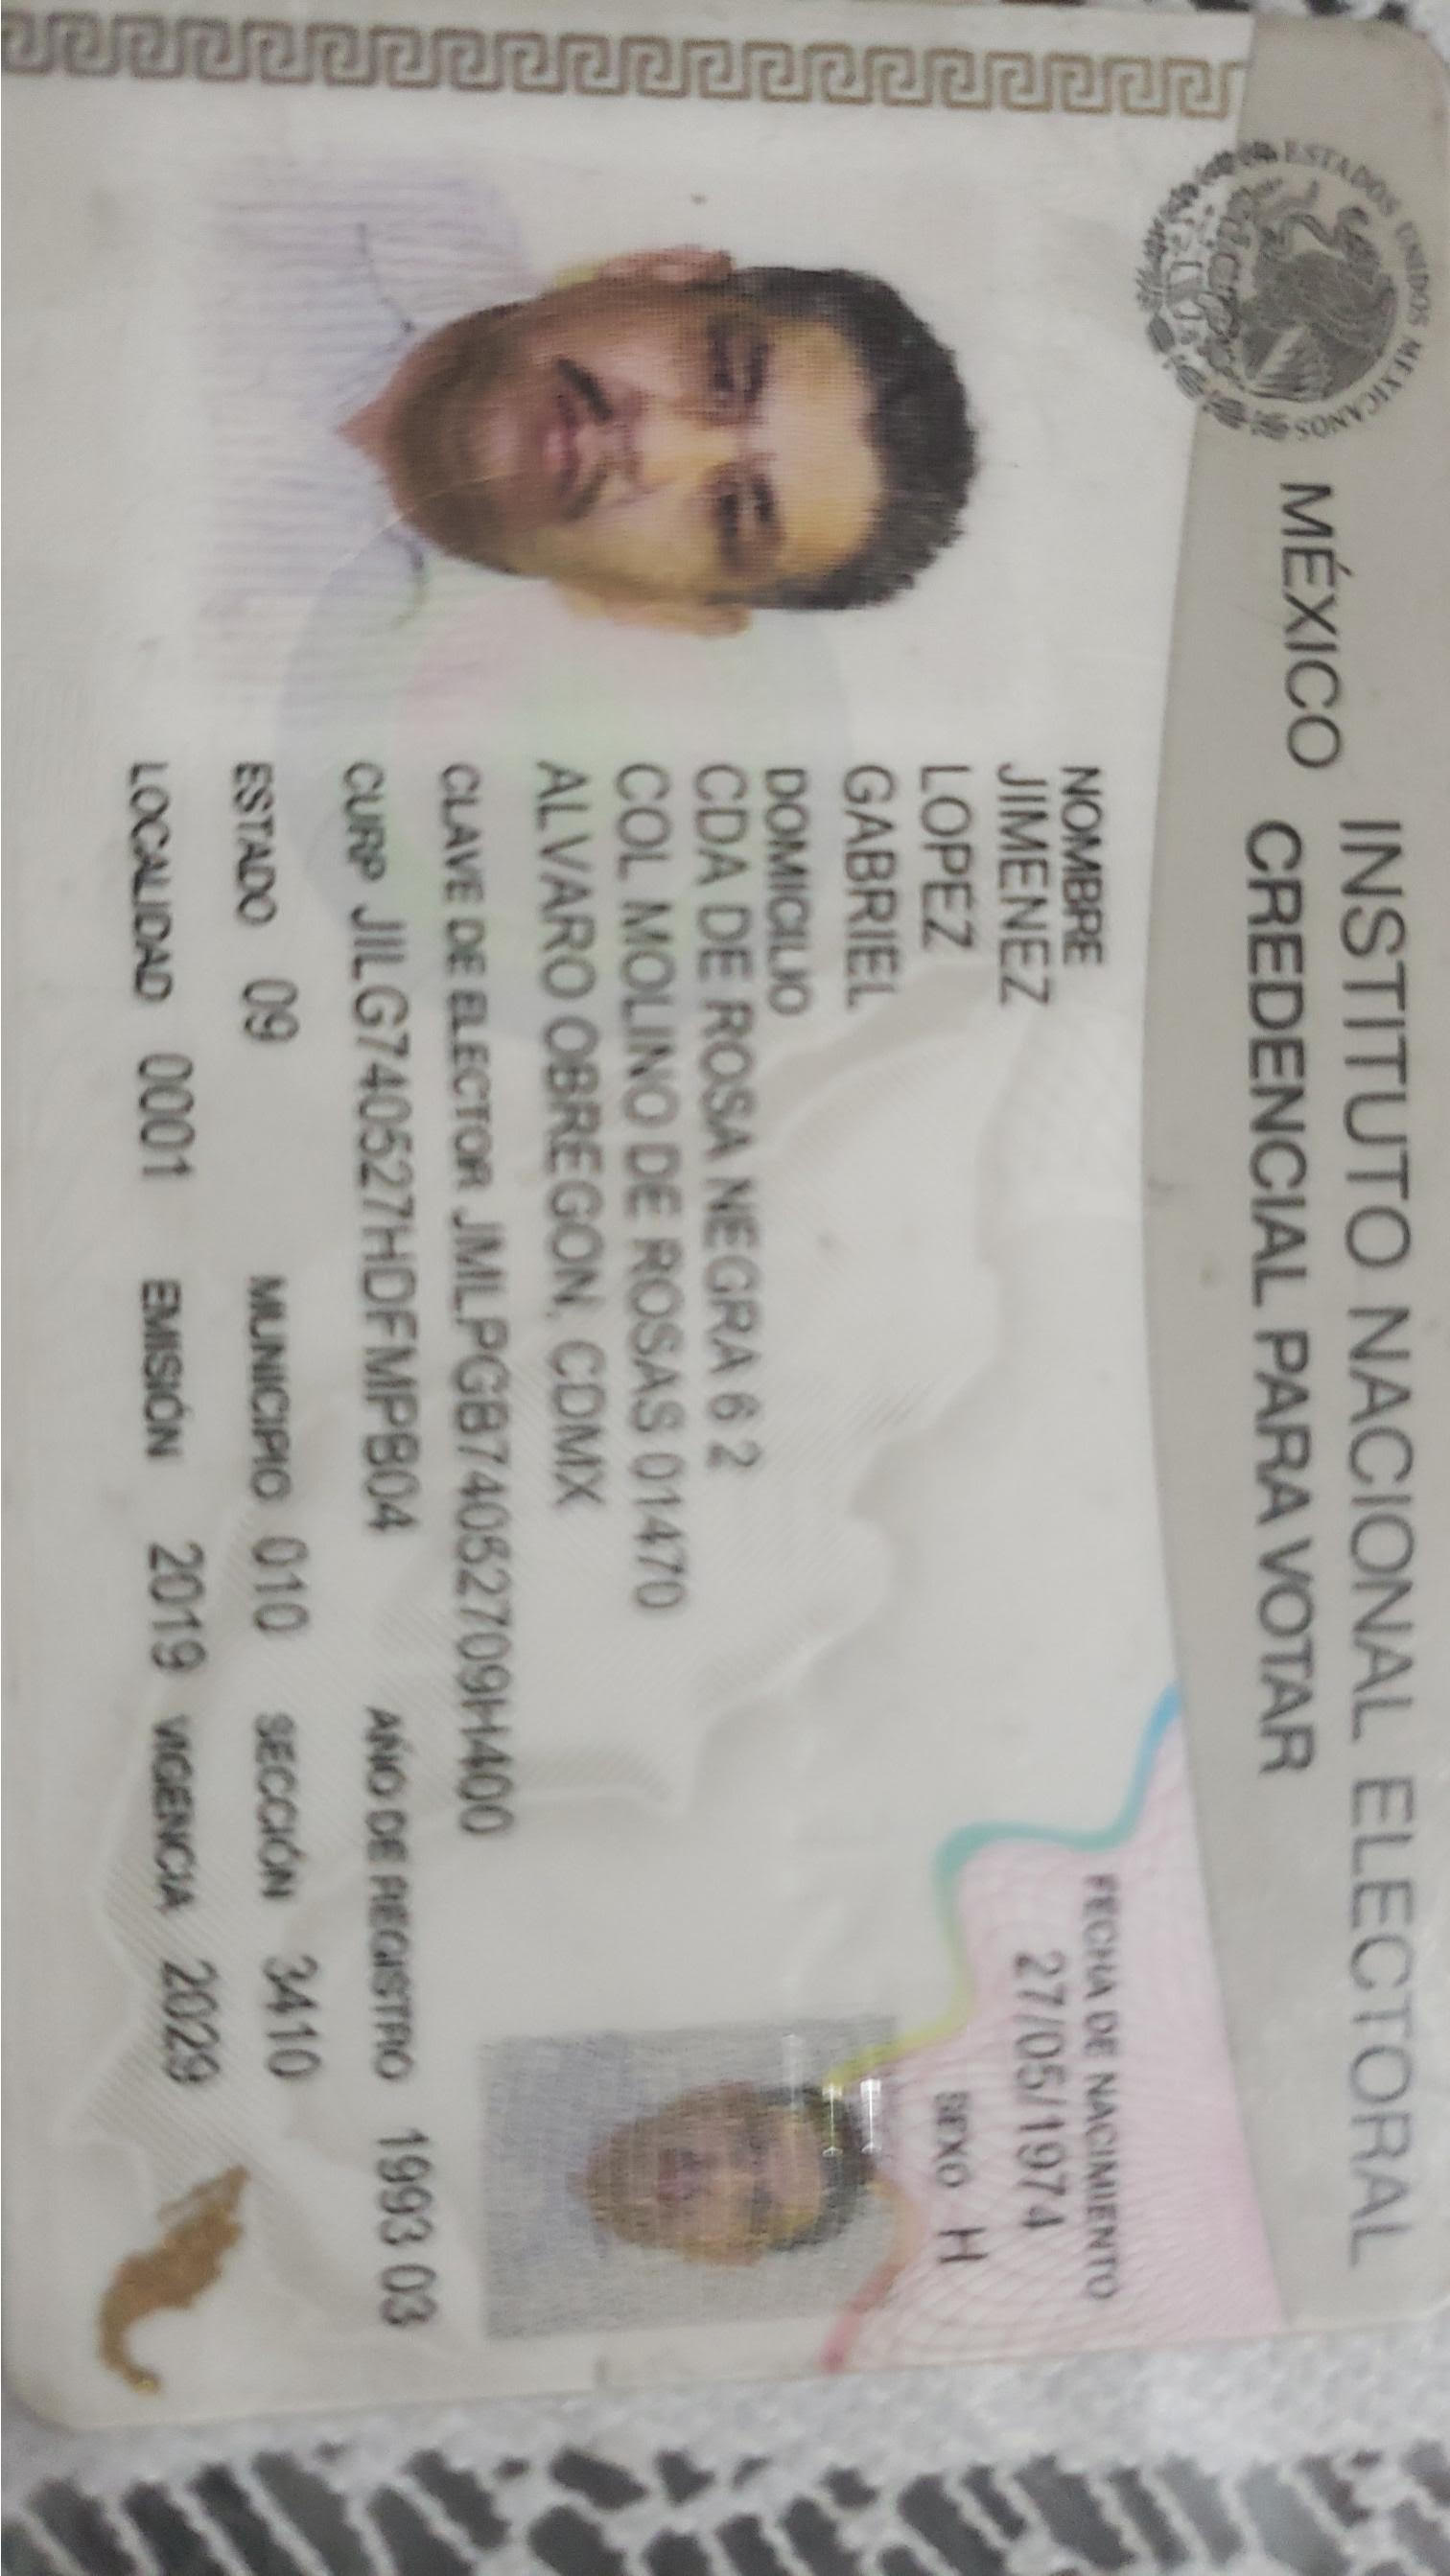 ESTADOS UNIDOS MEXICANOS
MÉXICO
INSTITUTO NACIONAL ELECTORAL
CREDENCIAL PARA VOTAR
NOMBRE
JIMENEZ
LOPEZ
GABRIEL
FECHA DE NACIMIENTO
27/05/1974
SEXO H
DOMICILIO
CDA DE ROSA NEGRA 6 2
COL MOLINO DE ROSAS 01470
ALVARO OBREGON, CDMX
CLAVE DE ELECTOR JMLPGB74052709H400
CURP JILG740527HDFMPB04 AÑO DE REGISTRO 1993 03
ESTADO 09 MUNICIPIO 010 SECCIÓN 3410
LOCALIDAD 0001 EMISIÓN 2019 VIGENCIA 2029